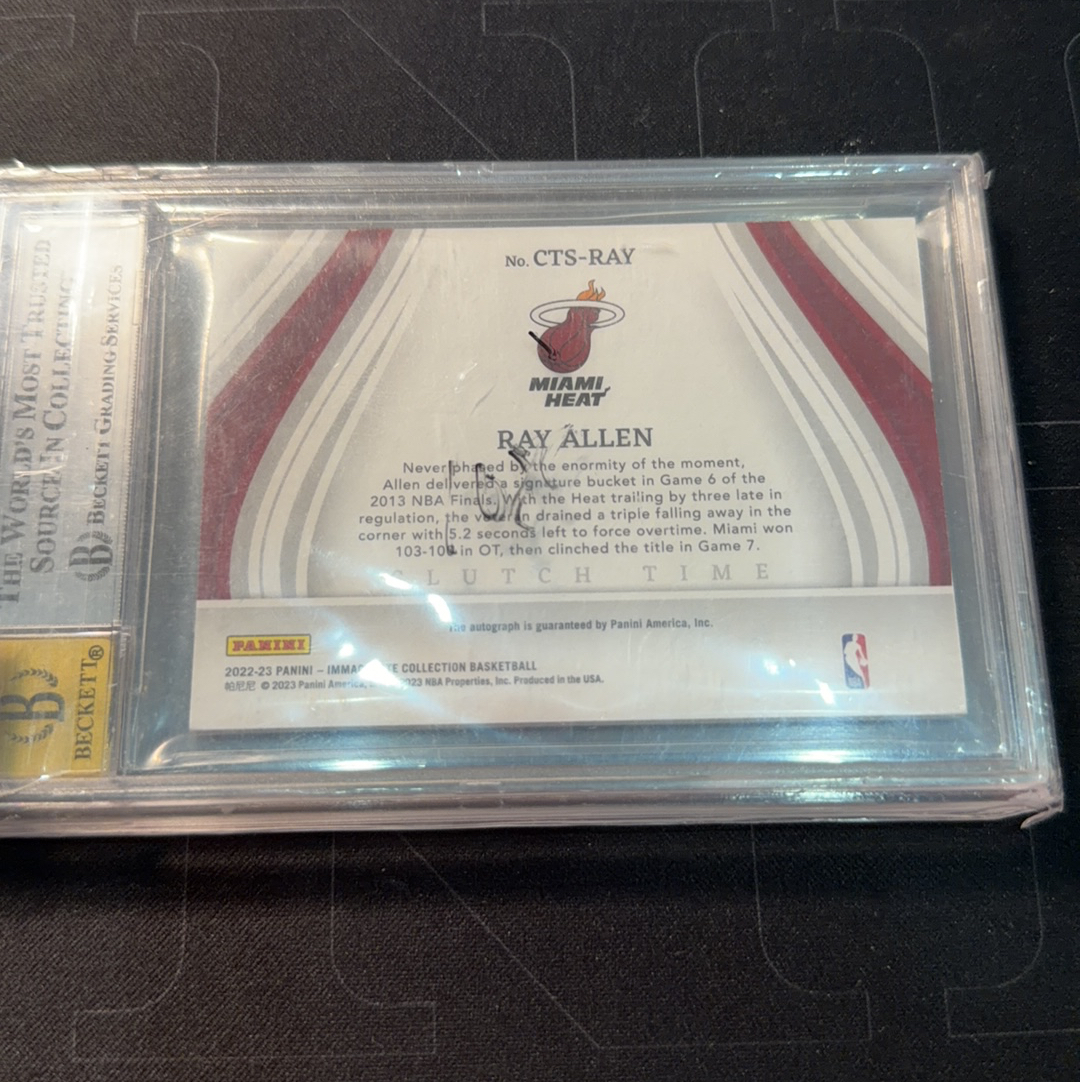 THE WORLD'S MOST TRUSTED
SOURCE IN COLLECTING
B BECKETT GRADING SERVICES
B
BECKETT®
No. CTS-RAY
MIAMI
HEAT
RAY ALLEN
Never phased by the enormity of the moment,
Allen delivered a signature bucket in Game 6 of the
2013 NBA Finals. With the Heat trailing by three late in
regulation, the drained a triple falling away in the
corner with 5.2 seconds left to force overtime. Miami won
in OT, then clinched the title in Game 7.
CLUTCH TIME
The autograph is guaranteed by Panini America, Inc.
PANINI
2022-23 PANINI – IMMACULATE COLLECTION BASKETBALL
帕尼尼 © 2023 Panini America, NBA Properties, Inc. Produced in the USA.